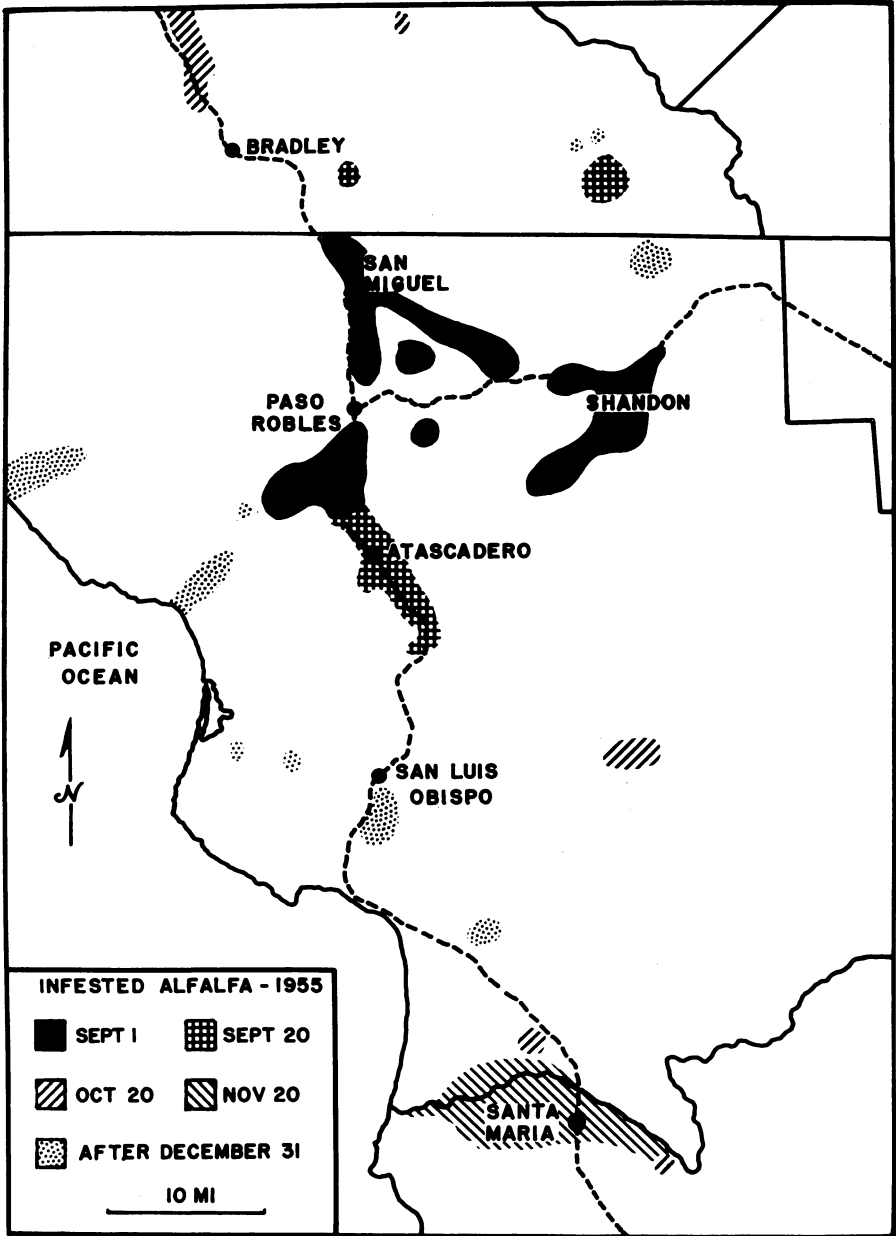 BRADLEY
SAN
MIGUEL
PASO
ROBLES
SHANDON
ATASCADERO
PACIFIC
OCEAN
N
SAN LUIS
OBISPO
SANTA
MARIA
INFESTED ALFALFA - 1955
SEPT 1 SEPT 20
OCT 20 NOV 20
AFTER DECEMBER 31
10 MI